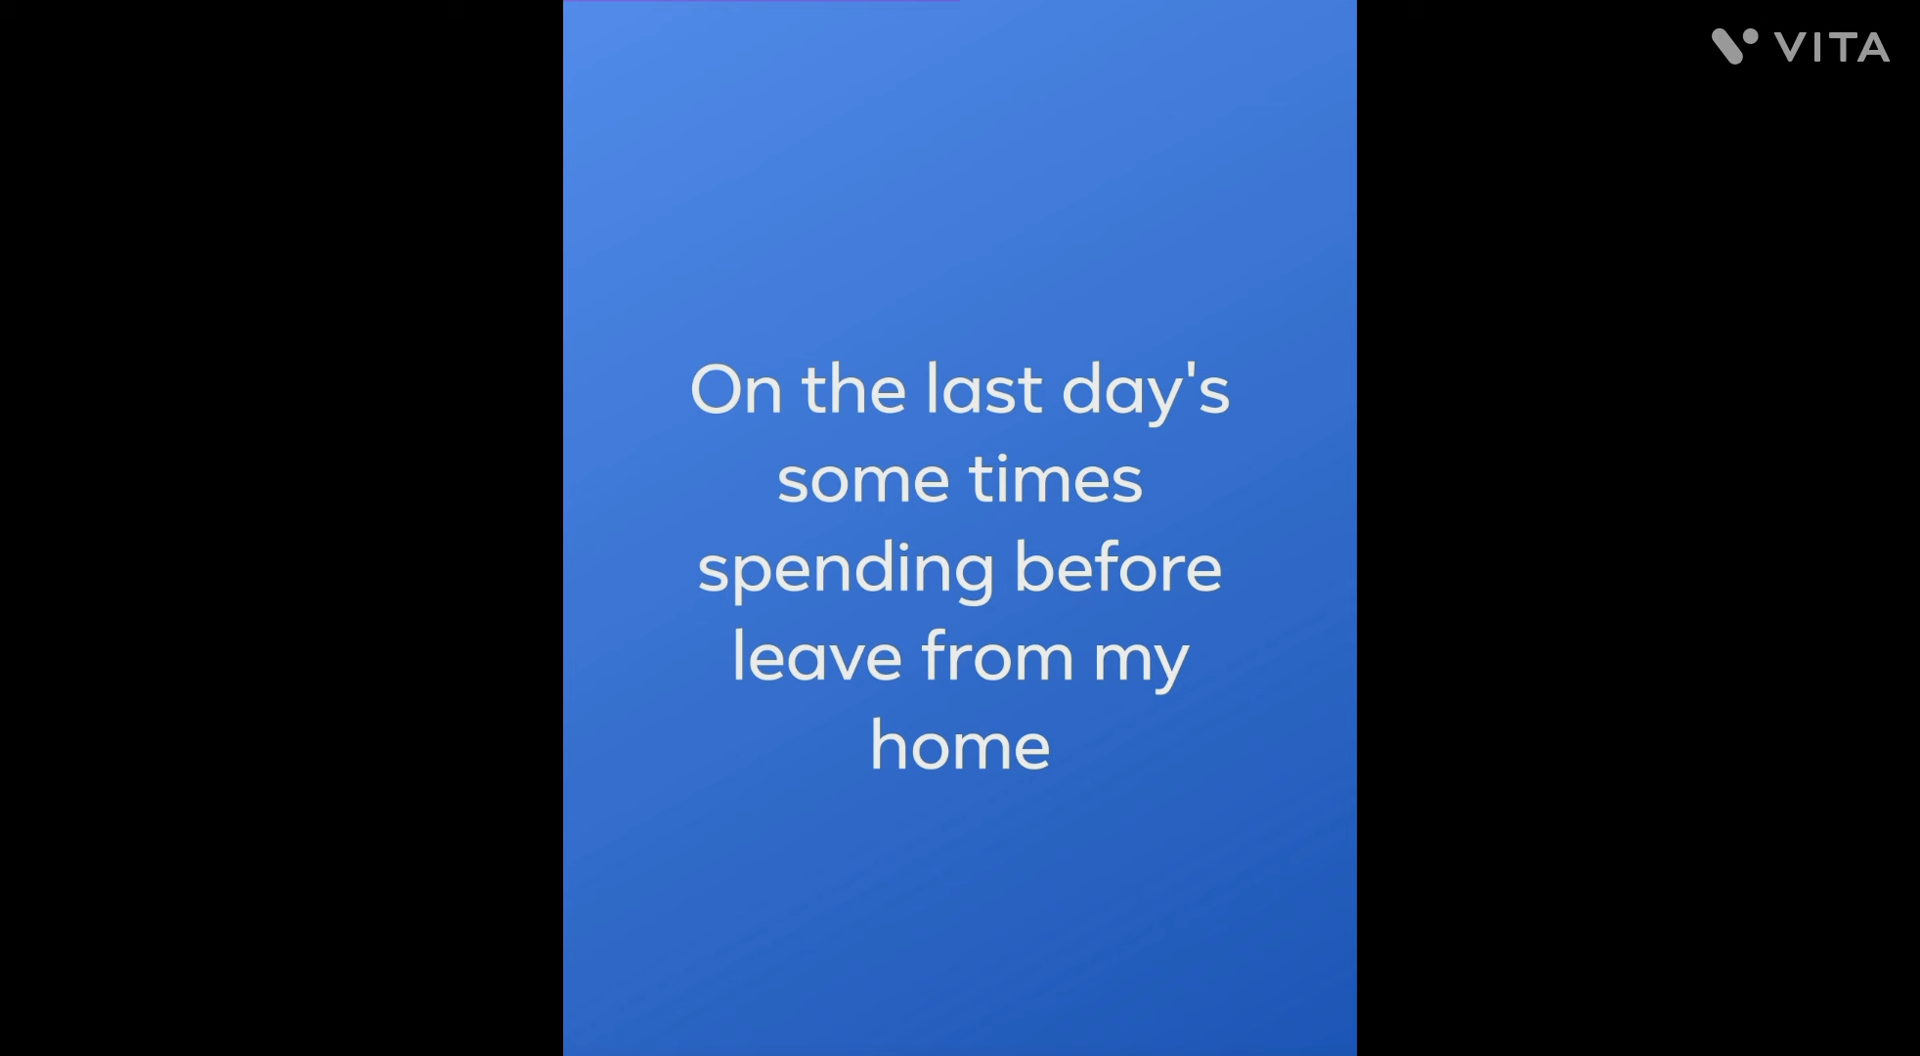 VITA
On the last day's
some times
spending before
leave from my
home